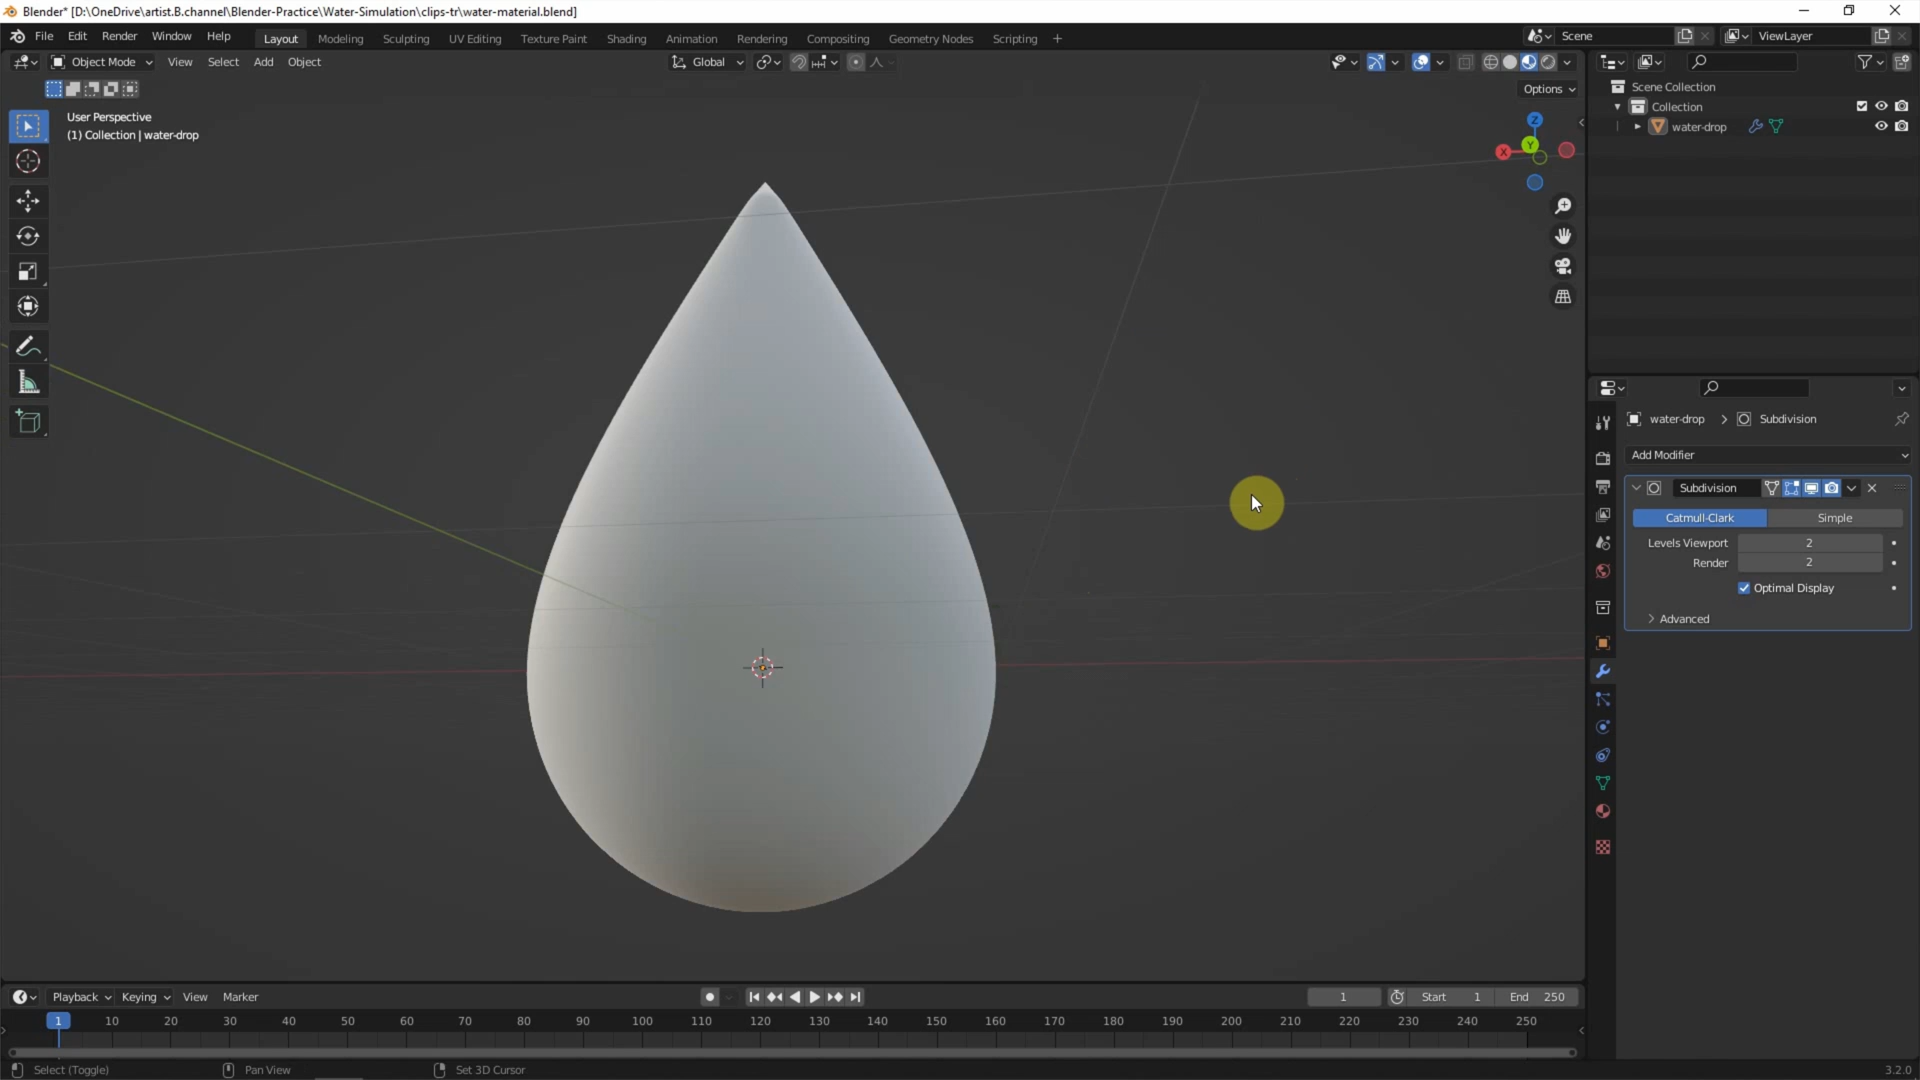 Blender* [D:\OneDrive\artist.B.channel\Blender-Practice\Water-Simulation\clips-tr\water-material.blend]
File Edit Render Window Help Layout Modeling Sculpting UV Editing Texture Paint Shading Animation Rendering Compositing Geometry Nodes Scripting + Scene ViewLayer
Object Mode View Select Add Object Global
Options
User Perspective
(1) Collection | water-drop
Z
Y
X
Scene Collection
Collection
water-drop
water-drop > Subdivision
Add Modifier
Subdivision
Catmull-Clark Simple
Levels Viewport 2
Render 2
Optimal Display
Advanced
Playback Keying View Marker 1 Start 1 End 250
1 10 20 30 40 50 60 70 80 90 100 110 120 130 140 150 160 170 180 190 200 210 220 230 240 250
Select (Toggle) Pan View Set 3D Cursor 3.2.0